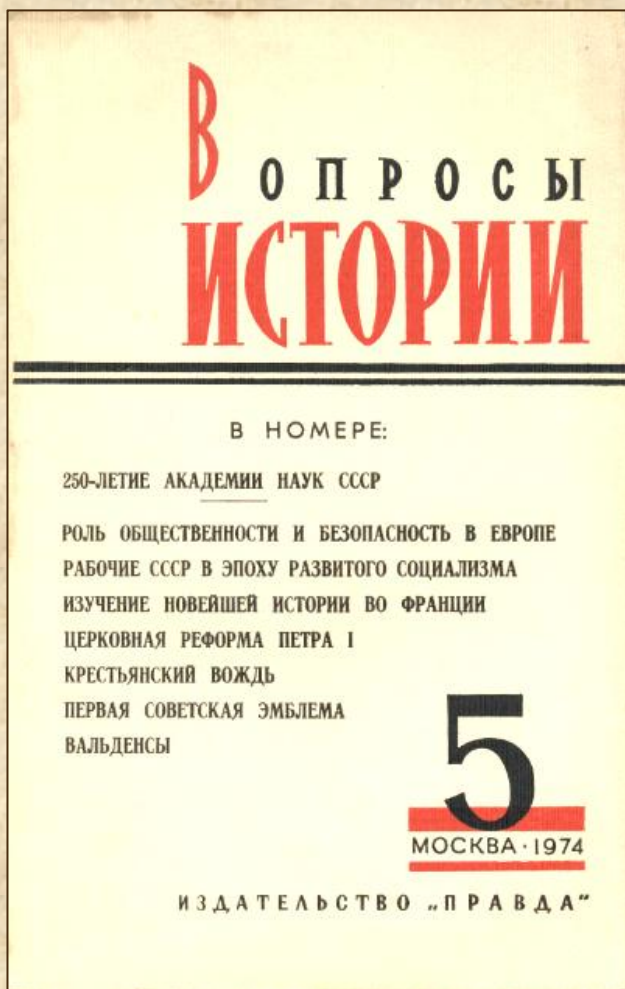 ВОПРОСЫ
ИСТОРИИ
В НОМЕРЕ:
250-ЛЕТИЕ АКАДЕМИИ НАУК СССР
РОЛЬ ОБЩЕСТВЕННОСТИ И БЕЗОПАСНОСТЬ В ЕВРОПЕ
РАБОЧИЕ СССР В ЭПОХУ РАЗВИТОГО СОЦИАЛИЗМА
ИЗУЧЕНИЕ НОВЕЙШЕЙ ИСТОРИИ ВО ФРАНЦИИ
ЦЕРКОВНАЯ РЕФОРМА ПЕТРА I
КРЕСТЬЯНСКИЙ ВОЖДЬ
ПЕРВАЯ СОВЕТСКАЯ ЭМБЛЕМА
ВАЛЬДЕНСЫ
5
МОСКВА · 1974
ИЗДАТЕЛЬСТВО „ПРАВДА"